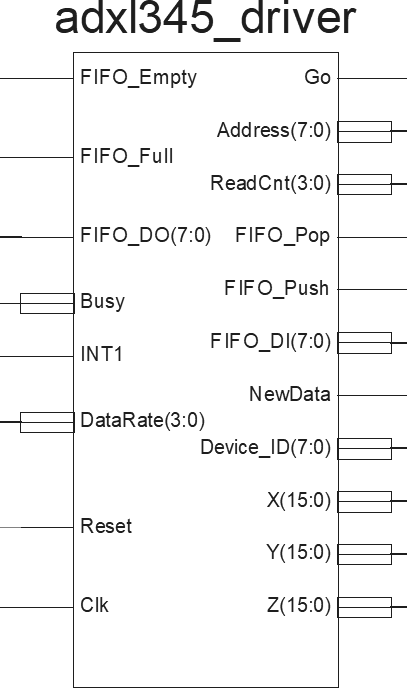 adxl345_driver
FIFO_Empty
Go
Address(7:0)
FIFO_Full
ReadCnt(3:0)
FIFO_DO(7:0)
FIFO_Pop
FIFO_Push
Busy
FIFO_DI(7:0)
INT1
NewData
DataRate(3:0)
Device_ID(7:0)
X(15:0)
Reset
Y(15:0)
Clk
Z(15:0)